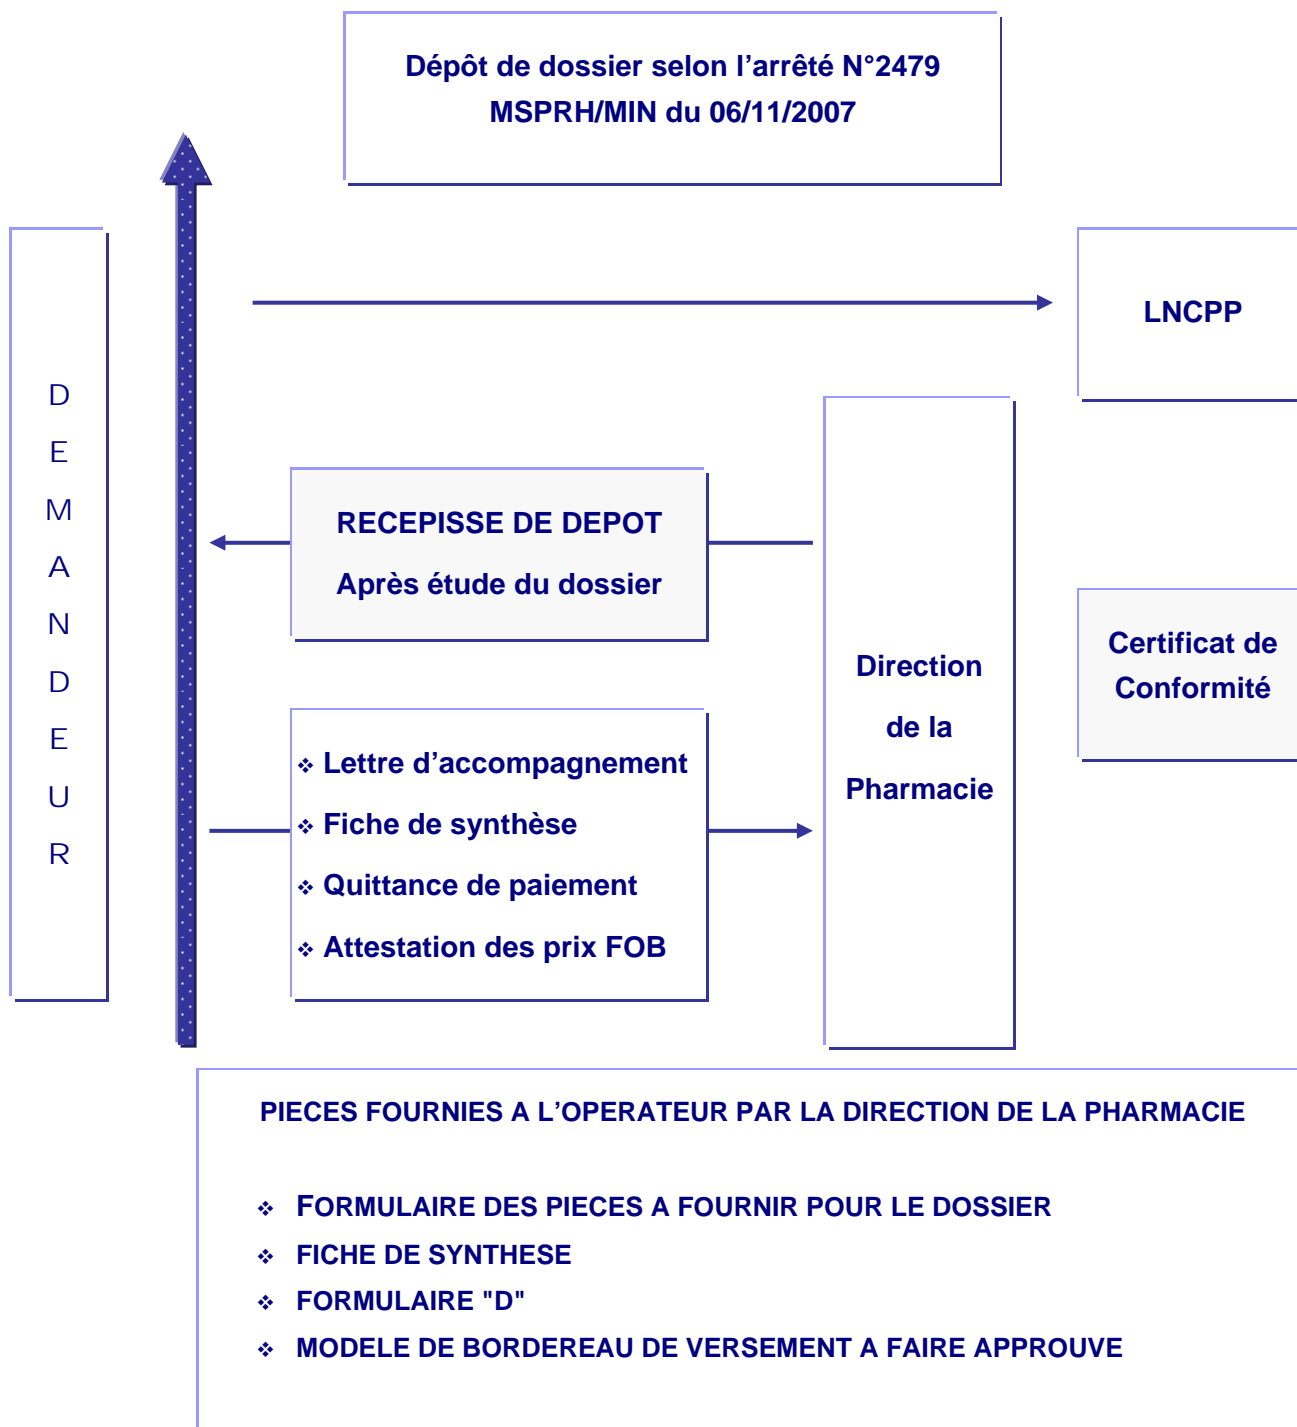 Dépôt de dossier selon l’arrêté N°2479
MSPRH/MIN du 06/11/2007
LNCPP
D
E
M
A
N
D
E
U
R
RECEPISSE DE DEPOT
Après étude du dossier
Direction
de la
Pharmacie
Certificat de
Conformité
❖ Lettre d’accompagnement
❖ Fiche de synthèse
❖ Quittance de paiement
❖ Attestation des prix FOB
PIECES FOURNIES A L’OPERATEUR PAR LA DIRECTION DE LA PHARMACIE
❖ FORMULAIRE DES PIECES A FOURNIR POUR LE DOSSIER
❖ FICHE DE SYNTHESE
❖ FORMULAIRE "D"
❖ MODELE DE BORDEREAU DE VERSEMENT A FAIRE APPROUVE